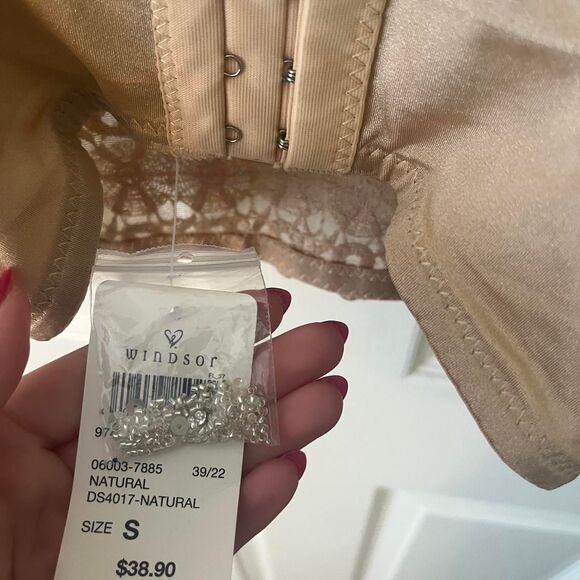 WINDSOR
06003-7885 39/22
NATURAL
DS4017-NATURAL
SIZE S
$38.90